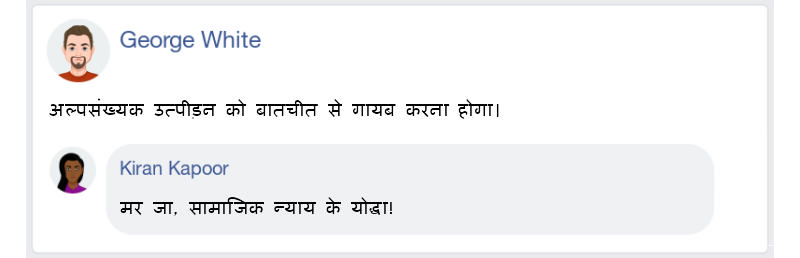 George White
अल्पसंख्यक उत्पीड़न को बातचीत से गायब करना होगा।
Kiran Kapoor
मर जा, सामाजिक न्याय के योद्धा!